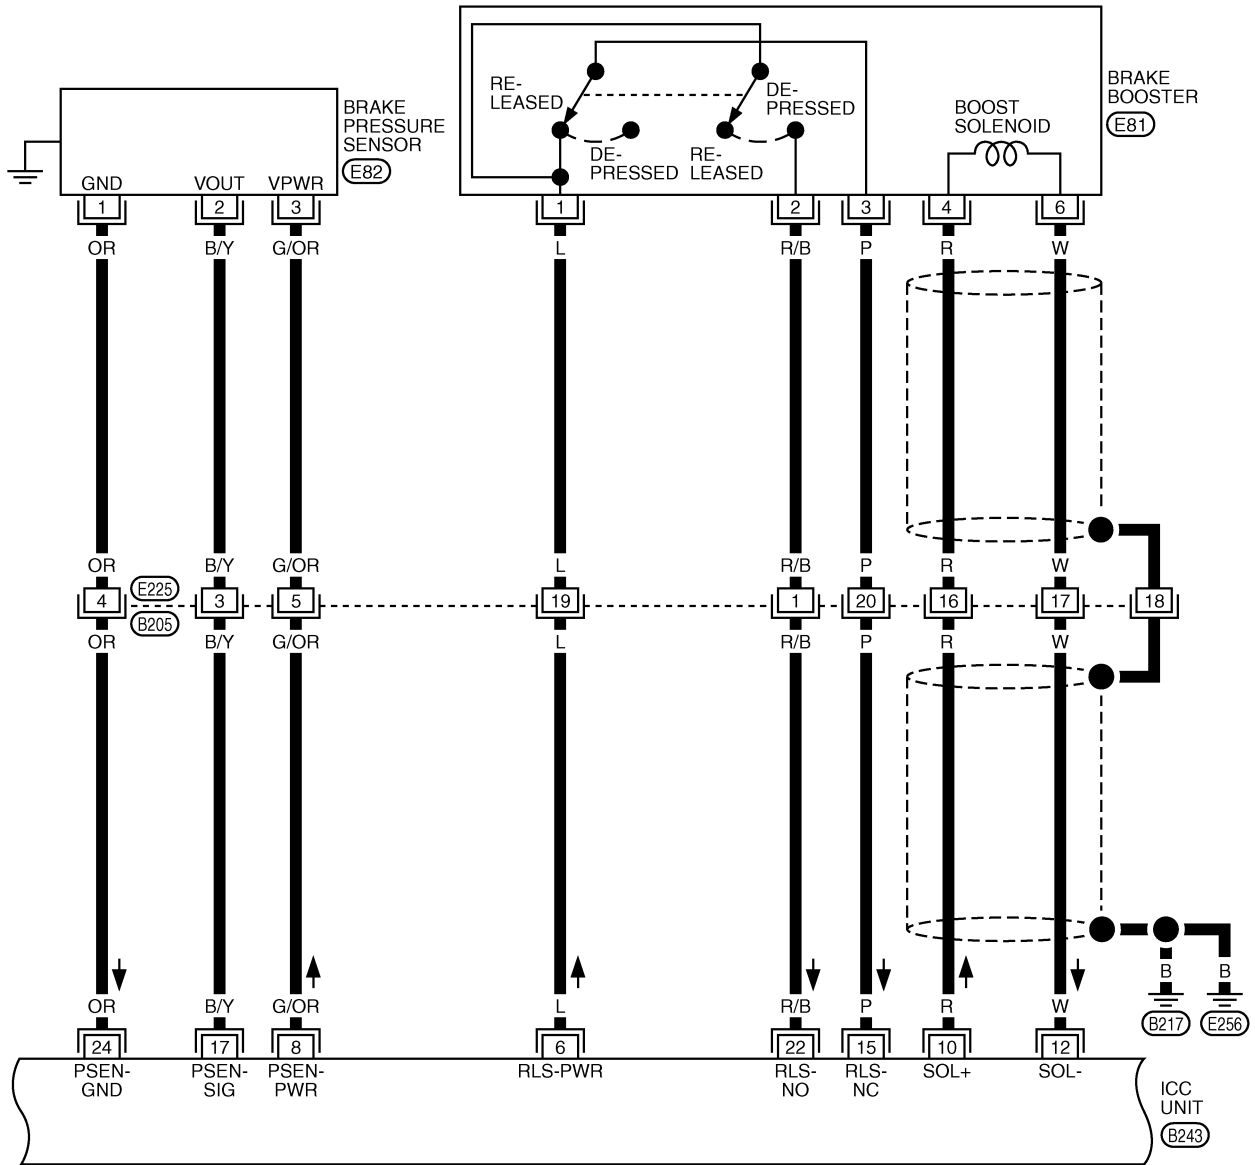 BRAKE
PRESSURE
SENSOR
E82
GND VOUT VPWR
1 2 3
RE-
LEASED
DE-
PRESSED
DE-
PRESSED
RE-
LEASED
BOOST
SOLENOID
BRAKE
BOOSTER
E81
1 2 3 4 6
OR B/Y G/OR L R/B P R W
OR B/Y G/OR L R/B P R W
E225
4 3 5 19 1 20 16 17 18
B205
OR B/Y G/OR L R/B P R W
B B
OR B/Y G/OR L R/B P R W
B217 E256
24 17 8 6 22 15 10 12
PSEN-
GND
PSEN-
SIG
PSEN-
PWR
RLS-PWR
RLS-
NO
RLS-
NC
SOL+
SOL-
ICC
UNIT
B243